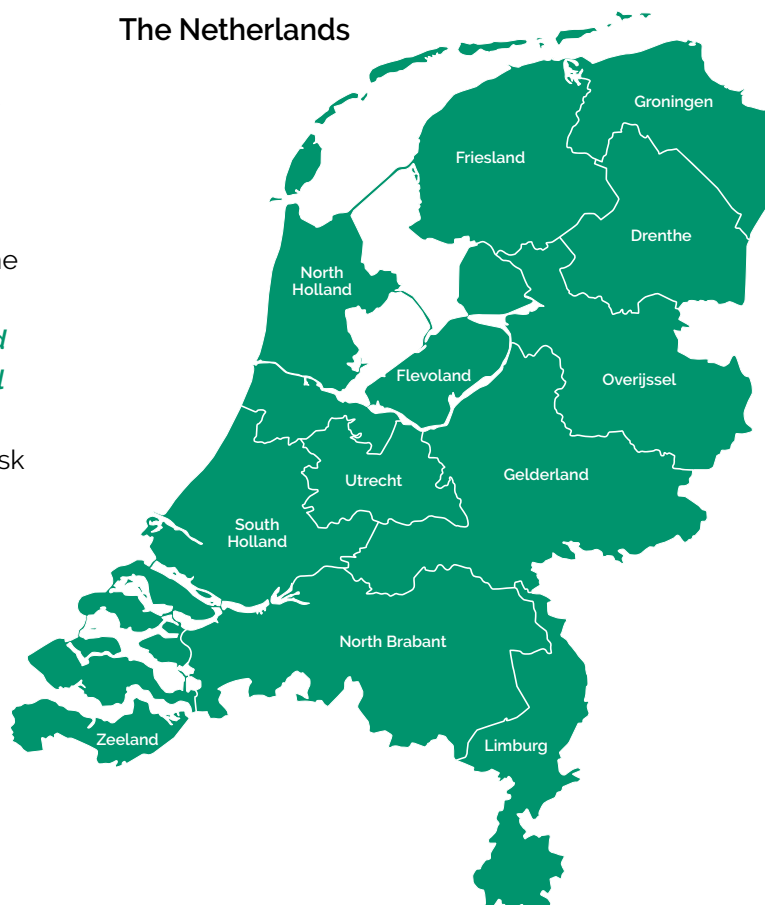 The Netherlands
Groningen
Friesland
Drenthe
North
Holland
Flevoland
Overijssel
Utrecht
Gelderland
South
Holland
North Brabant
Zeeland
Limburg